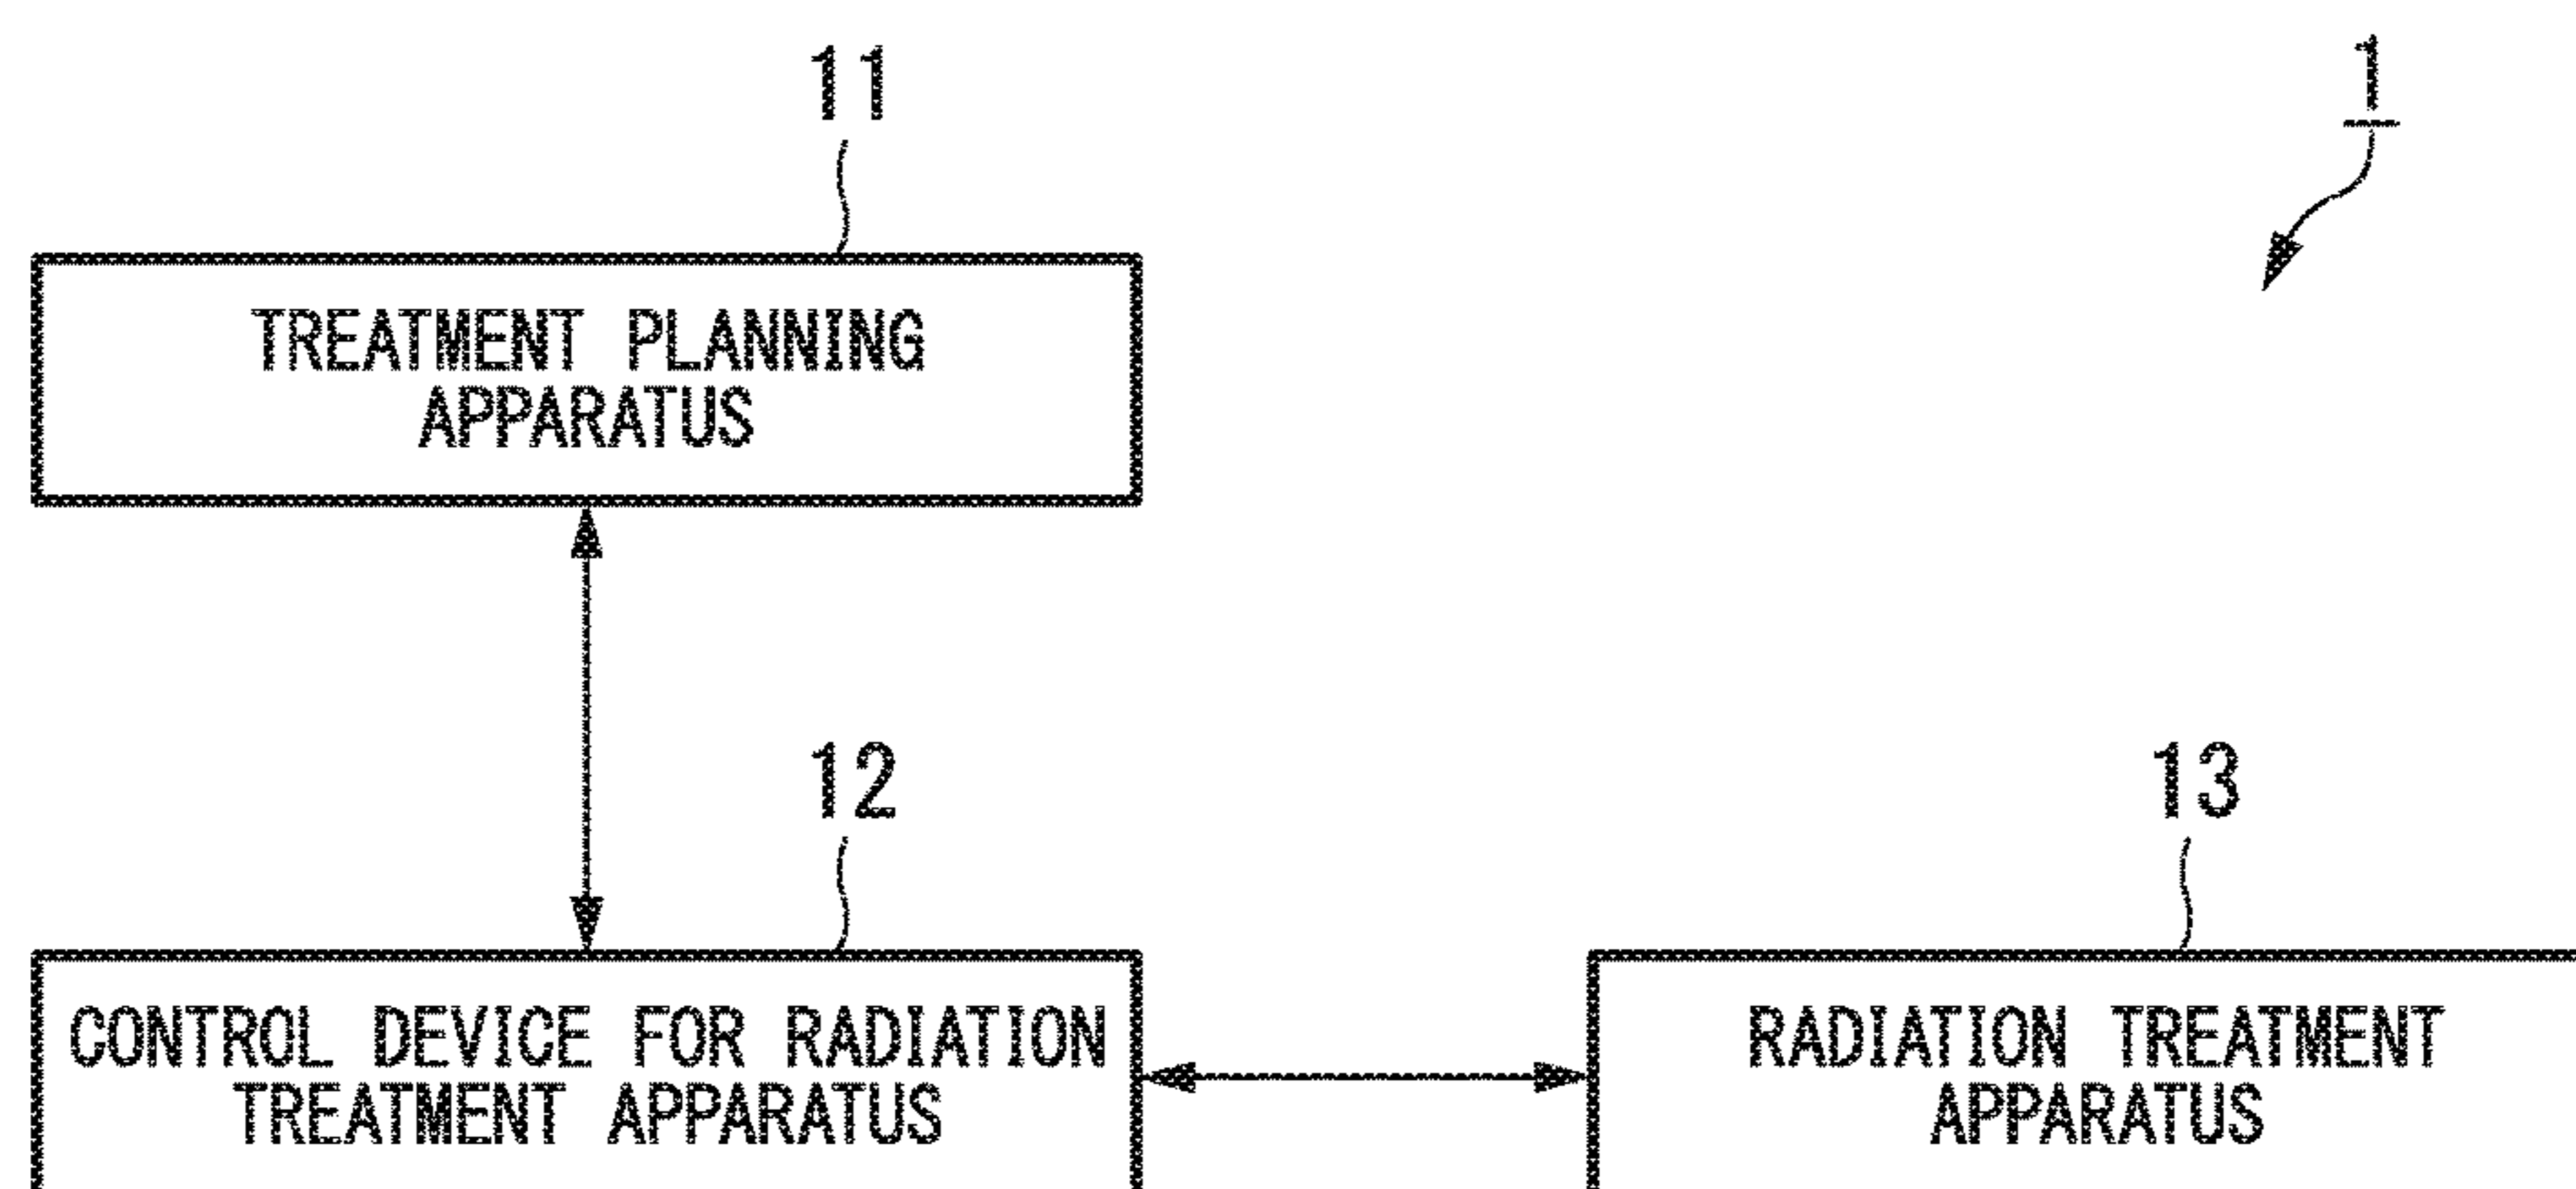 11
1
TREATMENT PLANNING
APPARATUS
12
13
CONTROL DEVICE FOR RADIATION
TREATMENT APPARATUS
RADIATION TREATMENT
APPARATUS